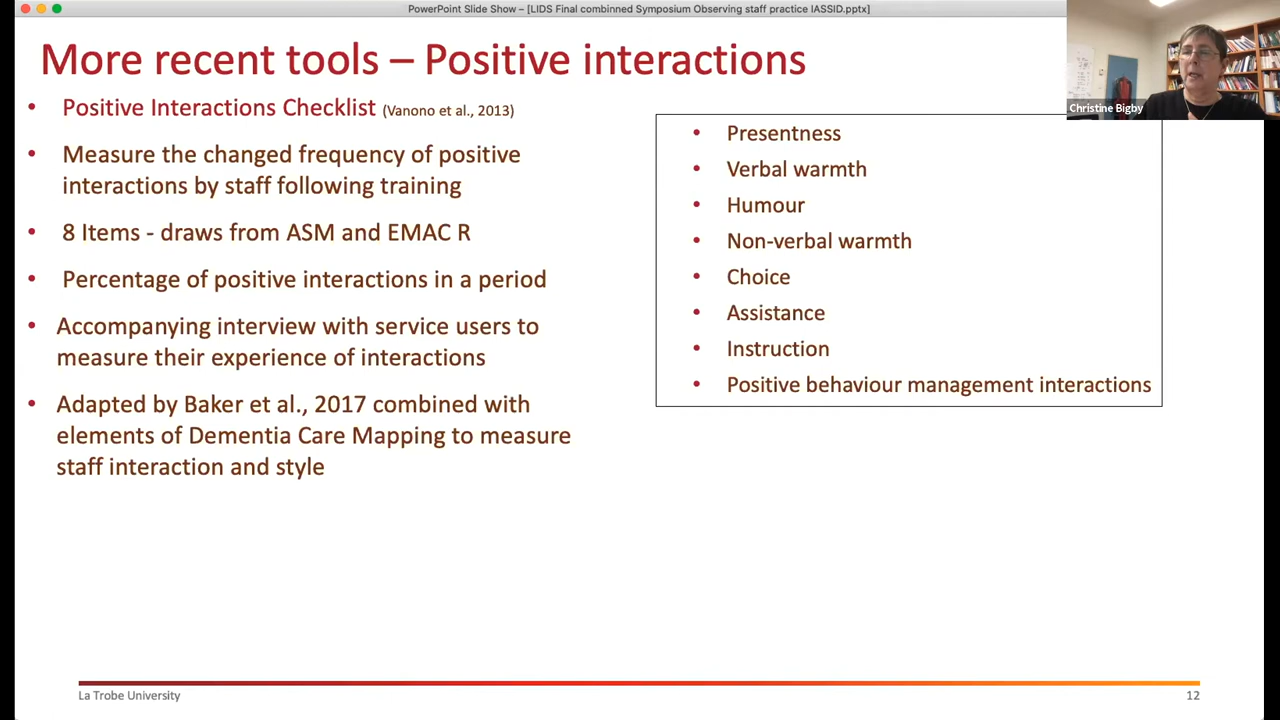 PowerPoint Slide Show – [LIDS Final combinned Symposium Observing staff practice IASSID.pptx]
More recent tools – Positive interactions
Christine Bigby
• Positive Interactions Checklist (Vanono et al., 2013)
• Measure the changed frequency of positive
interactions by staff following training
• 8 Items - draws from ASM and EMAC R
• Percentage of positive interactions in a period
• Accompanying interview with service users to
measure their experience of interactions
• Adapted by Baker et al., 2017 combined with
elements of Dementia Care Mapping to measure
staff interaction and style
• Presentness
• Verbal warmth
• Humour
• Non-verbal warmth
• Choice
• Assistance
• Instruction
• Positive behaviour management interactions
La Trobe University
12